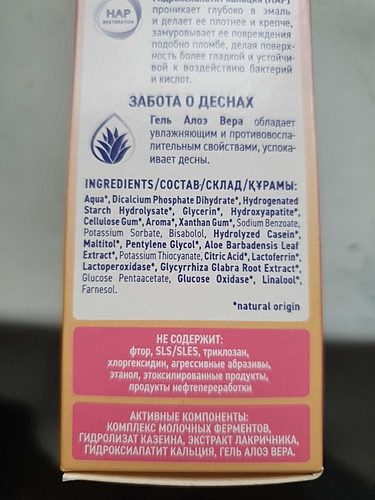 HAP
RESTORATION
Гидроксиапатит кальция (HAP)
проникает глубоко в эмаль
и делает ее плотнее и крепче,
замуровывает ее повреждения
подобно пломбе, делая поверх-
ность более гладкой и устойчи-
вой к воздействию бактерий
и кислот.
ЗАБОТА О ДЕСНАХ
Гель Алоэ Вера обладает
увлажняющим и противовоспа-
лительным свойствами, успока-
ивает десны.
INGREDIENTS/СОСТАВ/СКЛАД/ҚҰРАМЫ:
Aqua*, Dicalcium Phosphate Dihydrate*, Hydrogenated
Starch Hydrolysate*, Glycerin*, Hydroxyapatite*,
Cellulose Gum*, Aroma*, Xanthan Gum*, Sodium Benzoate,
Potassium Sorbate, Bisabolol, Hydrolyzed Casein*,
Maltitol*, Pentylene Glycol*, Aloe Barbadensis Leaf
Extract*, Potassium Thiocyanate, Citric Acid*, Lactoferrin*,
Lactoperoxidase*, Glycyrrhiza Glabra Root Extract*,
Glucose Pentaacetate, Glucose Oxidase*, Linalool*,
Farnesol.
*natural origin
НЕ СОДЕРЖИТ:
фтор, SLS/SLES, триклозан,
хлоргексидин, агрессивные абразивы,
этанол, этоксилированные продукты,
продукты нефтепереработки
АКТИВНЫЕ КОМПОНЕНТЫ:
КОМПЛЕКС МОЛОЧНЫХ ФЕРМЕНТОВ,
ГИДРОЛИЗАТ КАЗЕИНА, ЭКСТРАКТ ЛАКРИЧНИКА,
ГИДРОКСИАПАТИТ КАЛЬЦИЯ, ГЕЛЬ АЛОЭ ВЕРА.